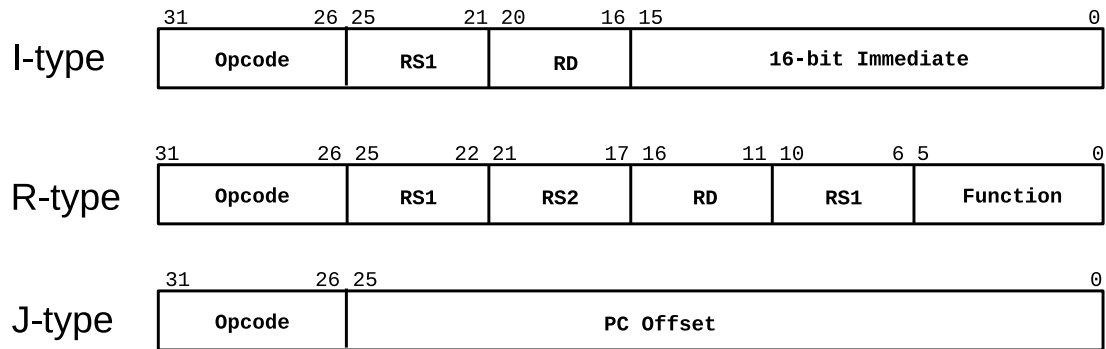 31 26 25 21 20 16 15 0
I-type Opcode RS1 RD 16-bit Immediate
31 26 25 22 21 17 16 11 10 6 5 0
R-type Opcode RS1 RS2 RD RS1 Function
31 26 25 0
J-type Opcode PC Offset